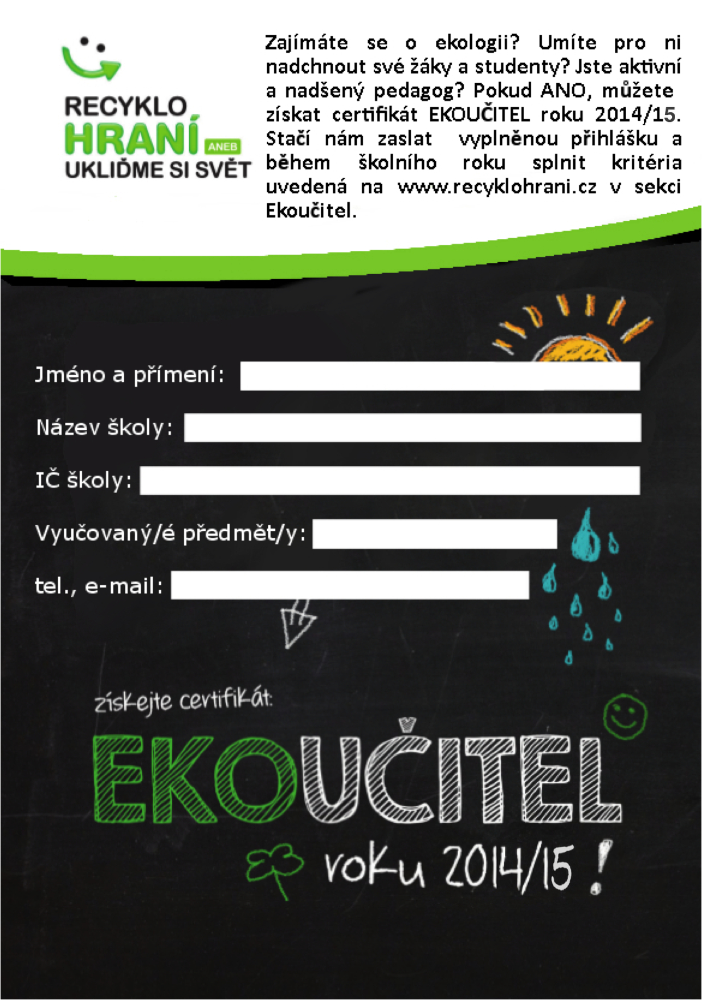 RECYKLO
HRANÍ ANEB
UKLIĎME SI SVĚT
Zajímáte se o ekologii? Umíte pro ni
nadchnout své žáky a studenty? Jste aktivní
a nadšený pedagog? Pokud ANO, můžete
získat certifikát EKOUČITEL roku 2014/15.
Stačí nám zaslat vyplněnou přihlášku a
během školního roku splnit kritéria
uvedená na www.recyklohrani.cz v sekci
Ekoučitel.
Jméno a přímení:
Název školy:
IČ školy:
Vyučovaný/é předmět/y:
tel., e-mail:
získejte certifikát:
EKOUČITEL
roku 2014/15 !